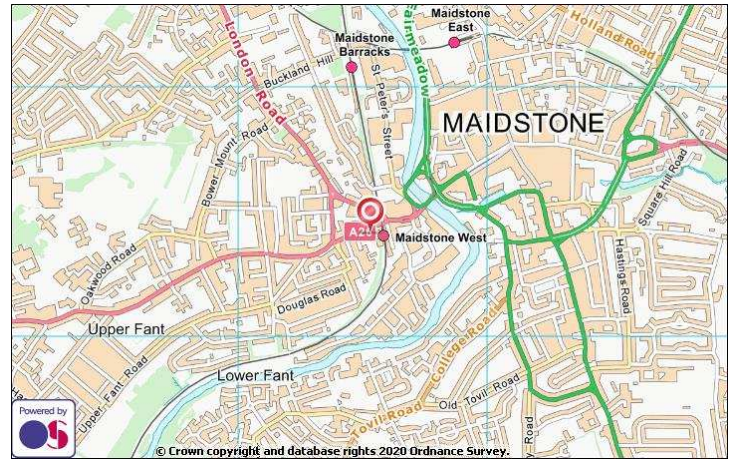 Maidstone
East
Maidstone
Barracks
Holland Road
Fairmeadow
London Road
Buckland Hill
St Peter's Street
MAIDSTONE
Bower Mount Road
Square Hill Road
Maidstone West
Oakwood Road
Hastings Road
Douglas Road
Upper Fant
College Road
Lower Fant
Upper Fant Road
Old Tovil Road
Tovil Road
Powered by
OS
© Crown copyright and database rights 2020 Ordnance Survey.